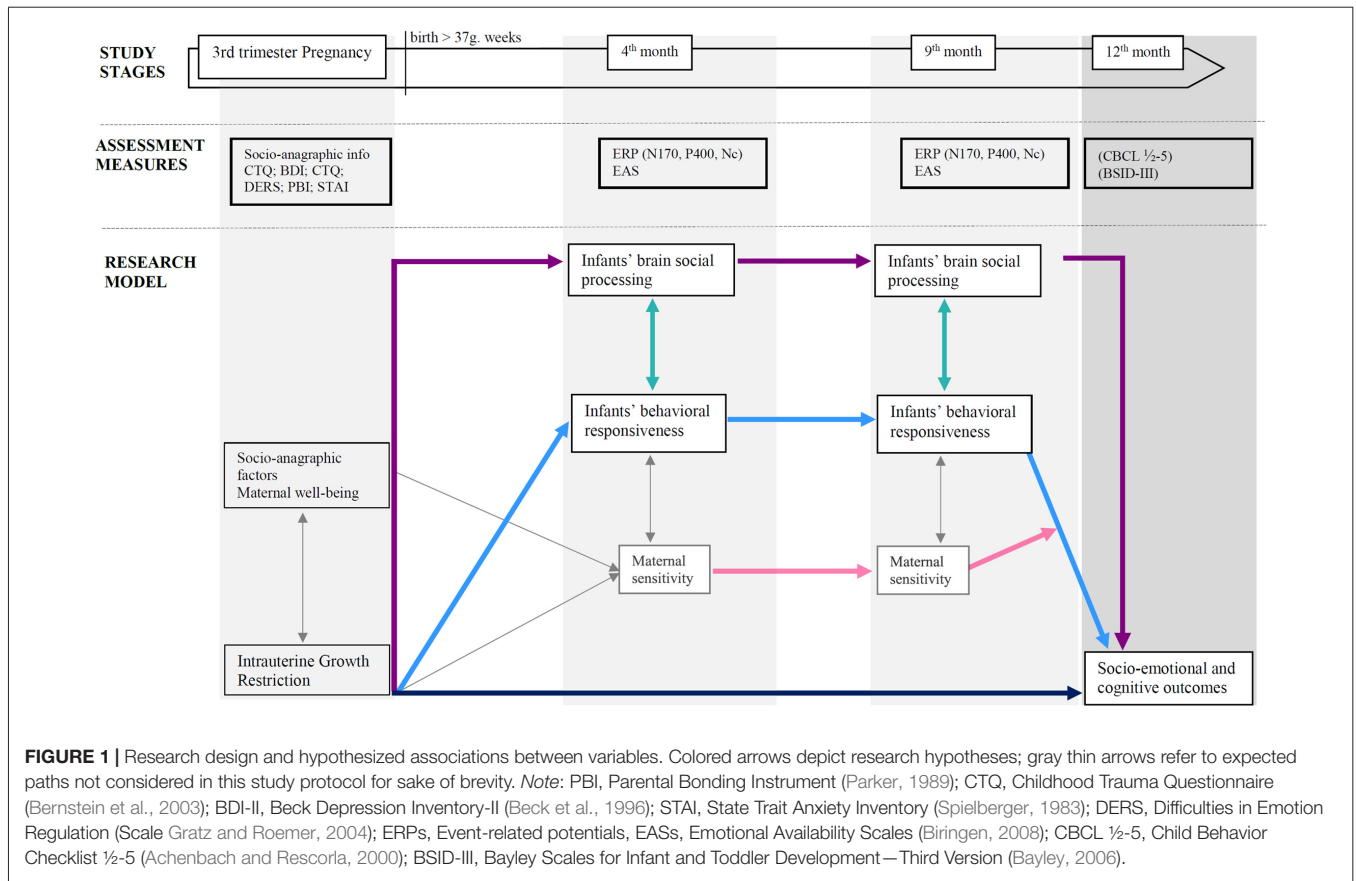 STUDY
STAGES
3rd trimester Pregnancy
birth > 37g. weeks
4th month
9th month
12th month
ASSESSMENT
MEASURES
Socio-anagraphic info
CTQ; BDI; CTQ;
DERS; PBI; STAI
ERP (N170, P400, Nc)
EAS
ERP (N170, P400, Nc)
EAS
(CBCL ½-5)
(BSID-III)
RESEARCH
MODEL
Infants’ brain social
processing
Infants’ brain social
processing
Infants’ behavioral
responsiveness
Infants’ behavioral
responsiveness
Socio-anagraphic
factors
Maternal well-being
Maternal
sensitivity
Maternal
sensitivity
Intrauterine Growth
Restriction
Socio-emotional and
cognitive outcomes
FIGURE 1 | Research design and hypothesized associations between variables. Colored arrows depict research hypotheses; gray thin arrows refer to expected
paths not considered in this study protocol for sake of brevity. Note: PBI, Parental Bonding Instrument (Parker, 1989); CTQ, Childhood Trauma Questionnaire
(Bernstein et al., 2003); BDI-II, Beck Depression Inventory-II (Beck et al., 1996); STAI, State Trait Anxiety Inventory (Spielberger, 1983); DERS, Difficulties in Emotion
Regulation (Scale Gratz and Roemer, 2004); ERPs, Event-related potentials, EASs, Emotional Availability Scales (Biringen, 2008); CBCL ½-5, Child Behavior
Checklist ½-5 (Achenbach and Rescorla, 2000); BSID-III, Bayley Scales for Infant and Toddler Development—Third Version (Bayley, 2006).